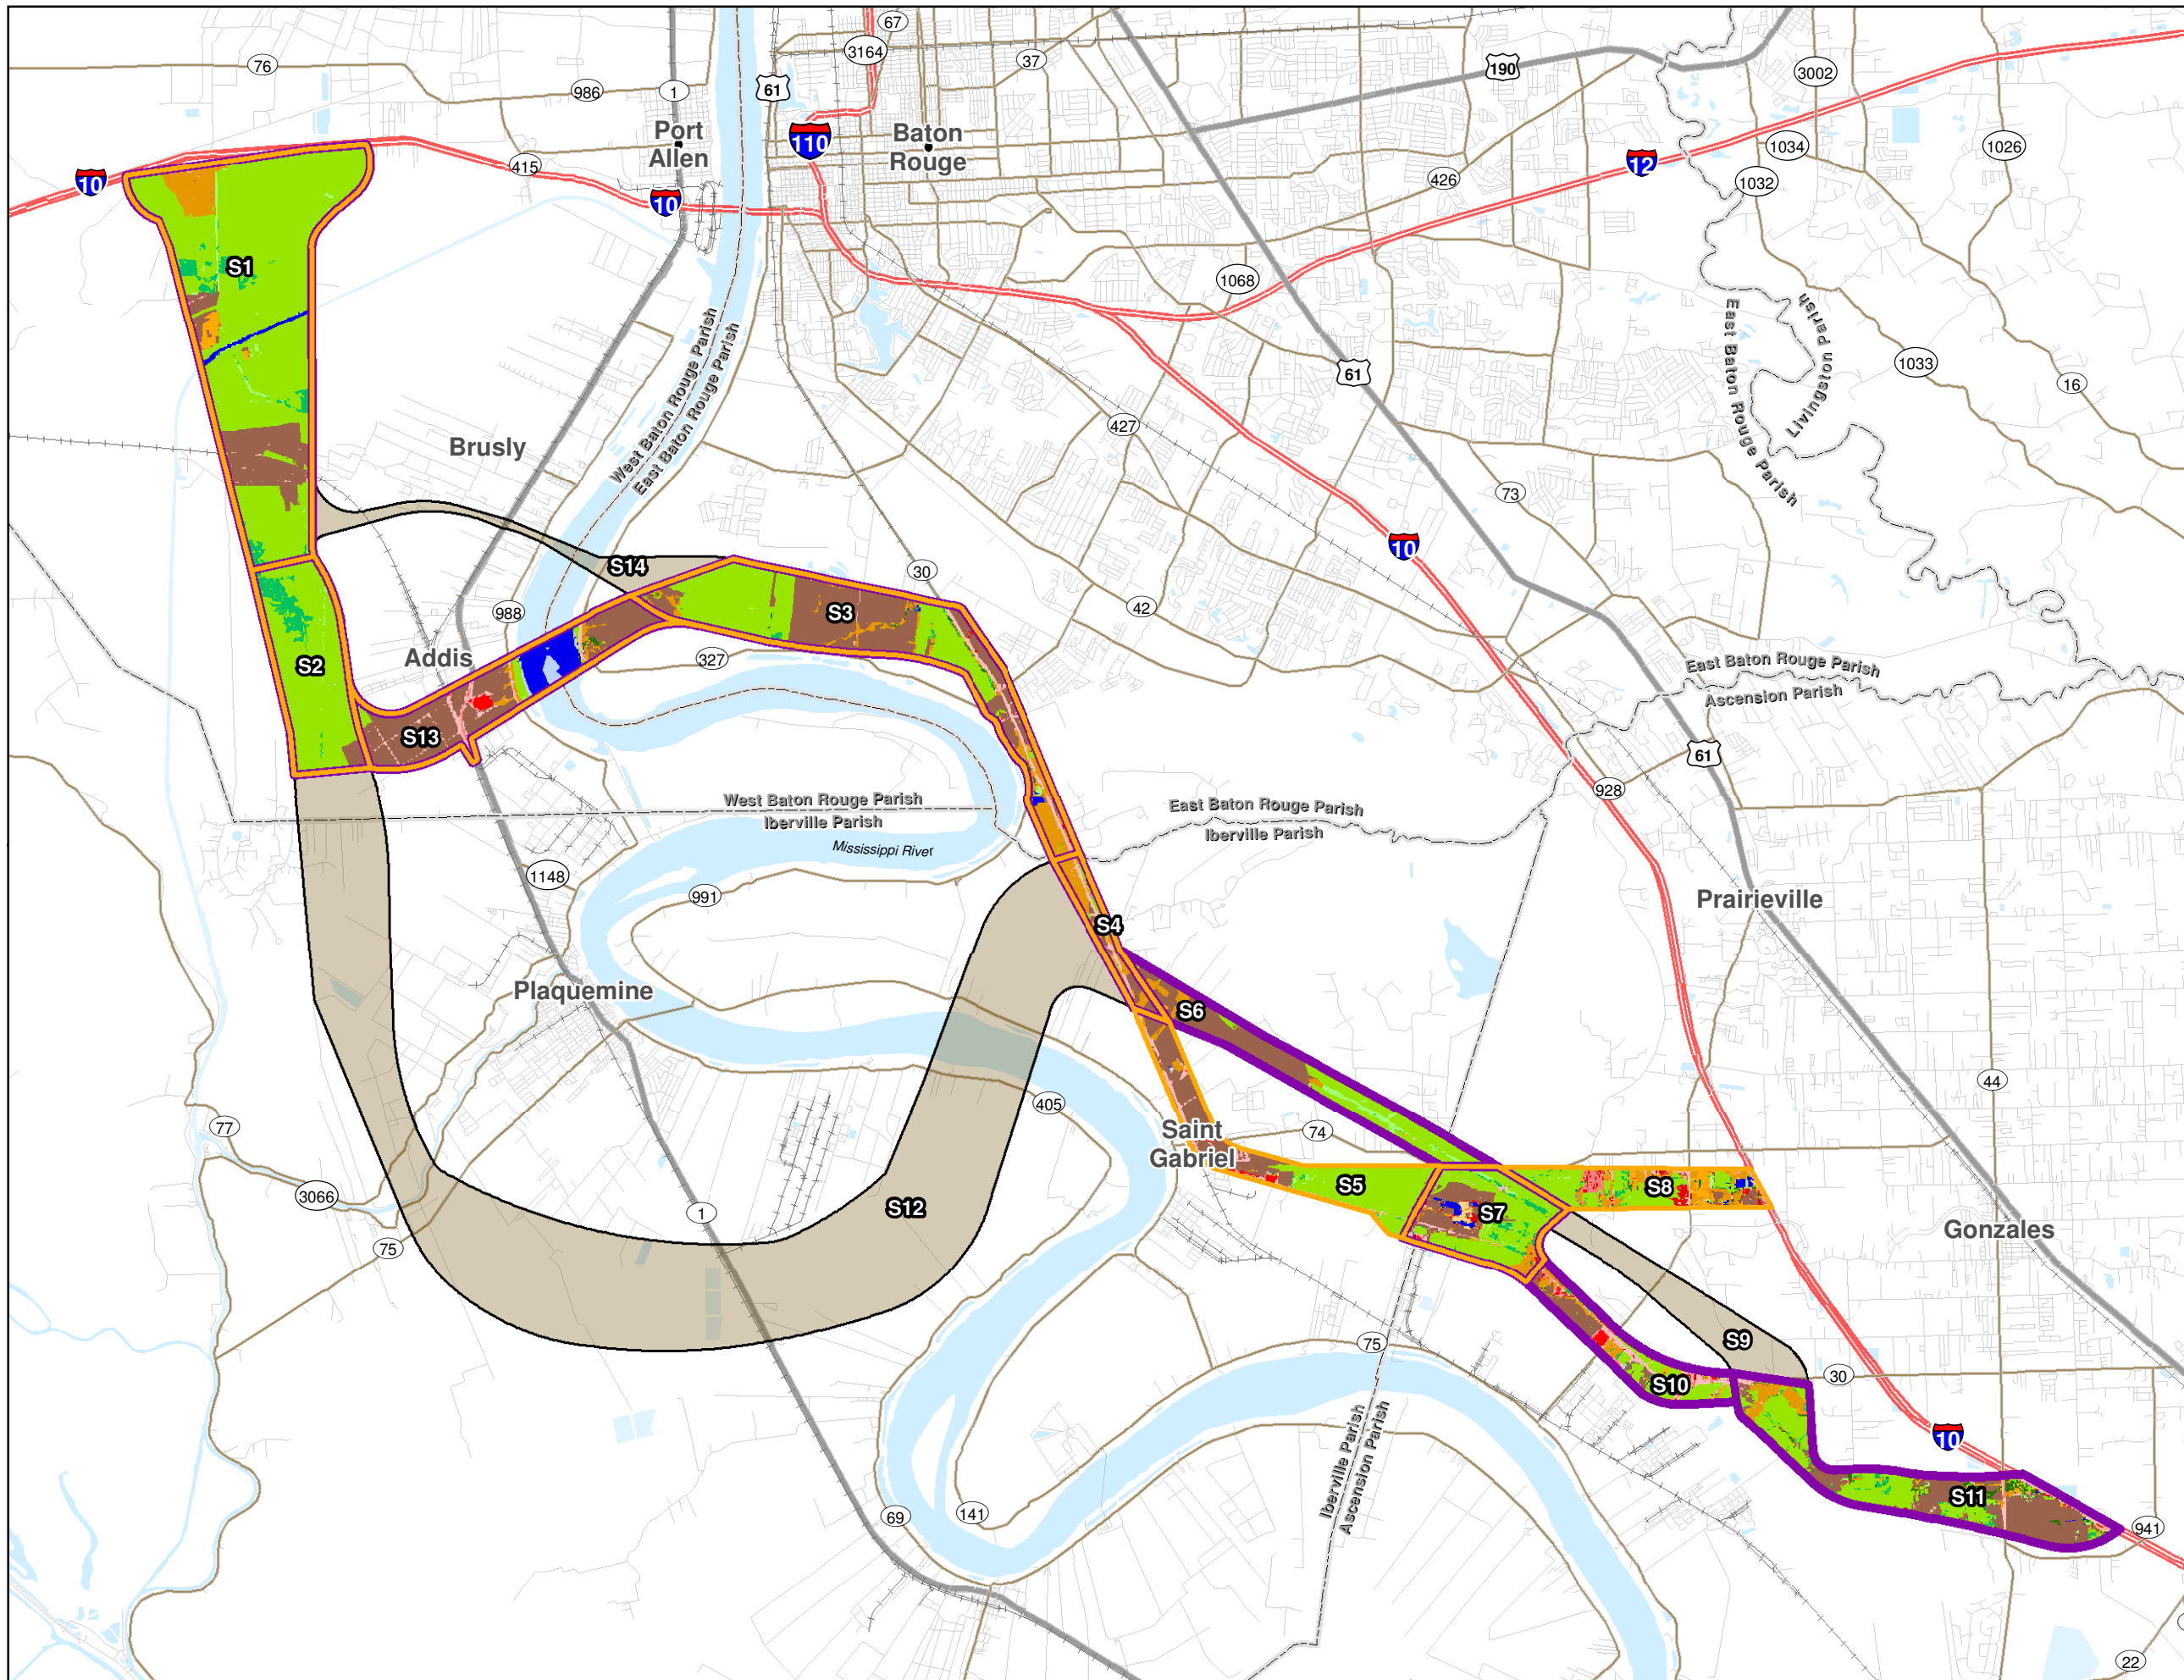 67
3164
37
76
986
1
61
190
3002
Port
Allen
110
Baton
Rouge
1034
1026
415
12
426
1032
10
10
S1
1068
West Baton Rouge Parish
East Baton Rouge Parish
East Baton Rouge Parish
Livingston Parish
61
1033
16
427
Brusly
73
10
S14
30
988
S3
42
Addis
327
S2
East Baton Rouge Parish
Ascension Parish
S13
61
928
West Baton Rouge Parish
Iberville Parish
East Baton Rouge Parish
Iberville Parish
Mississippi River
1148
991
Prairieville
S4
Plaquemine
S6
44
405
77
Saint
Gabriel
74
3066
S5
S8
S12
S7
1
Gonzales
75
75
S9
30
S10
10
Iberville Parish
Ascension Parish
S11
69
141
941
22